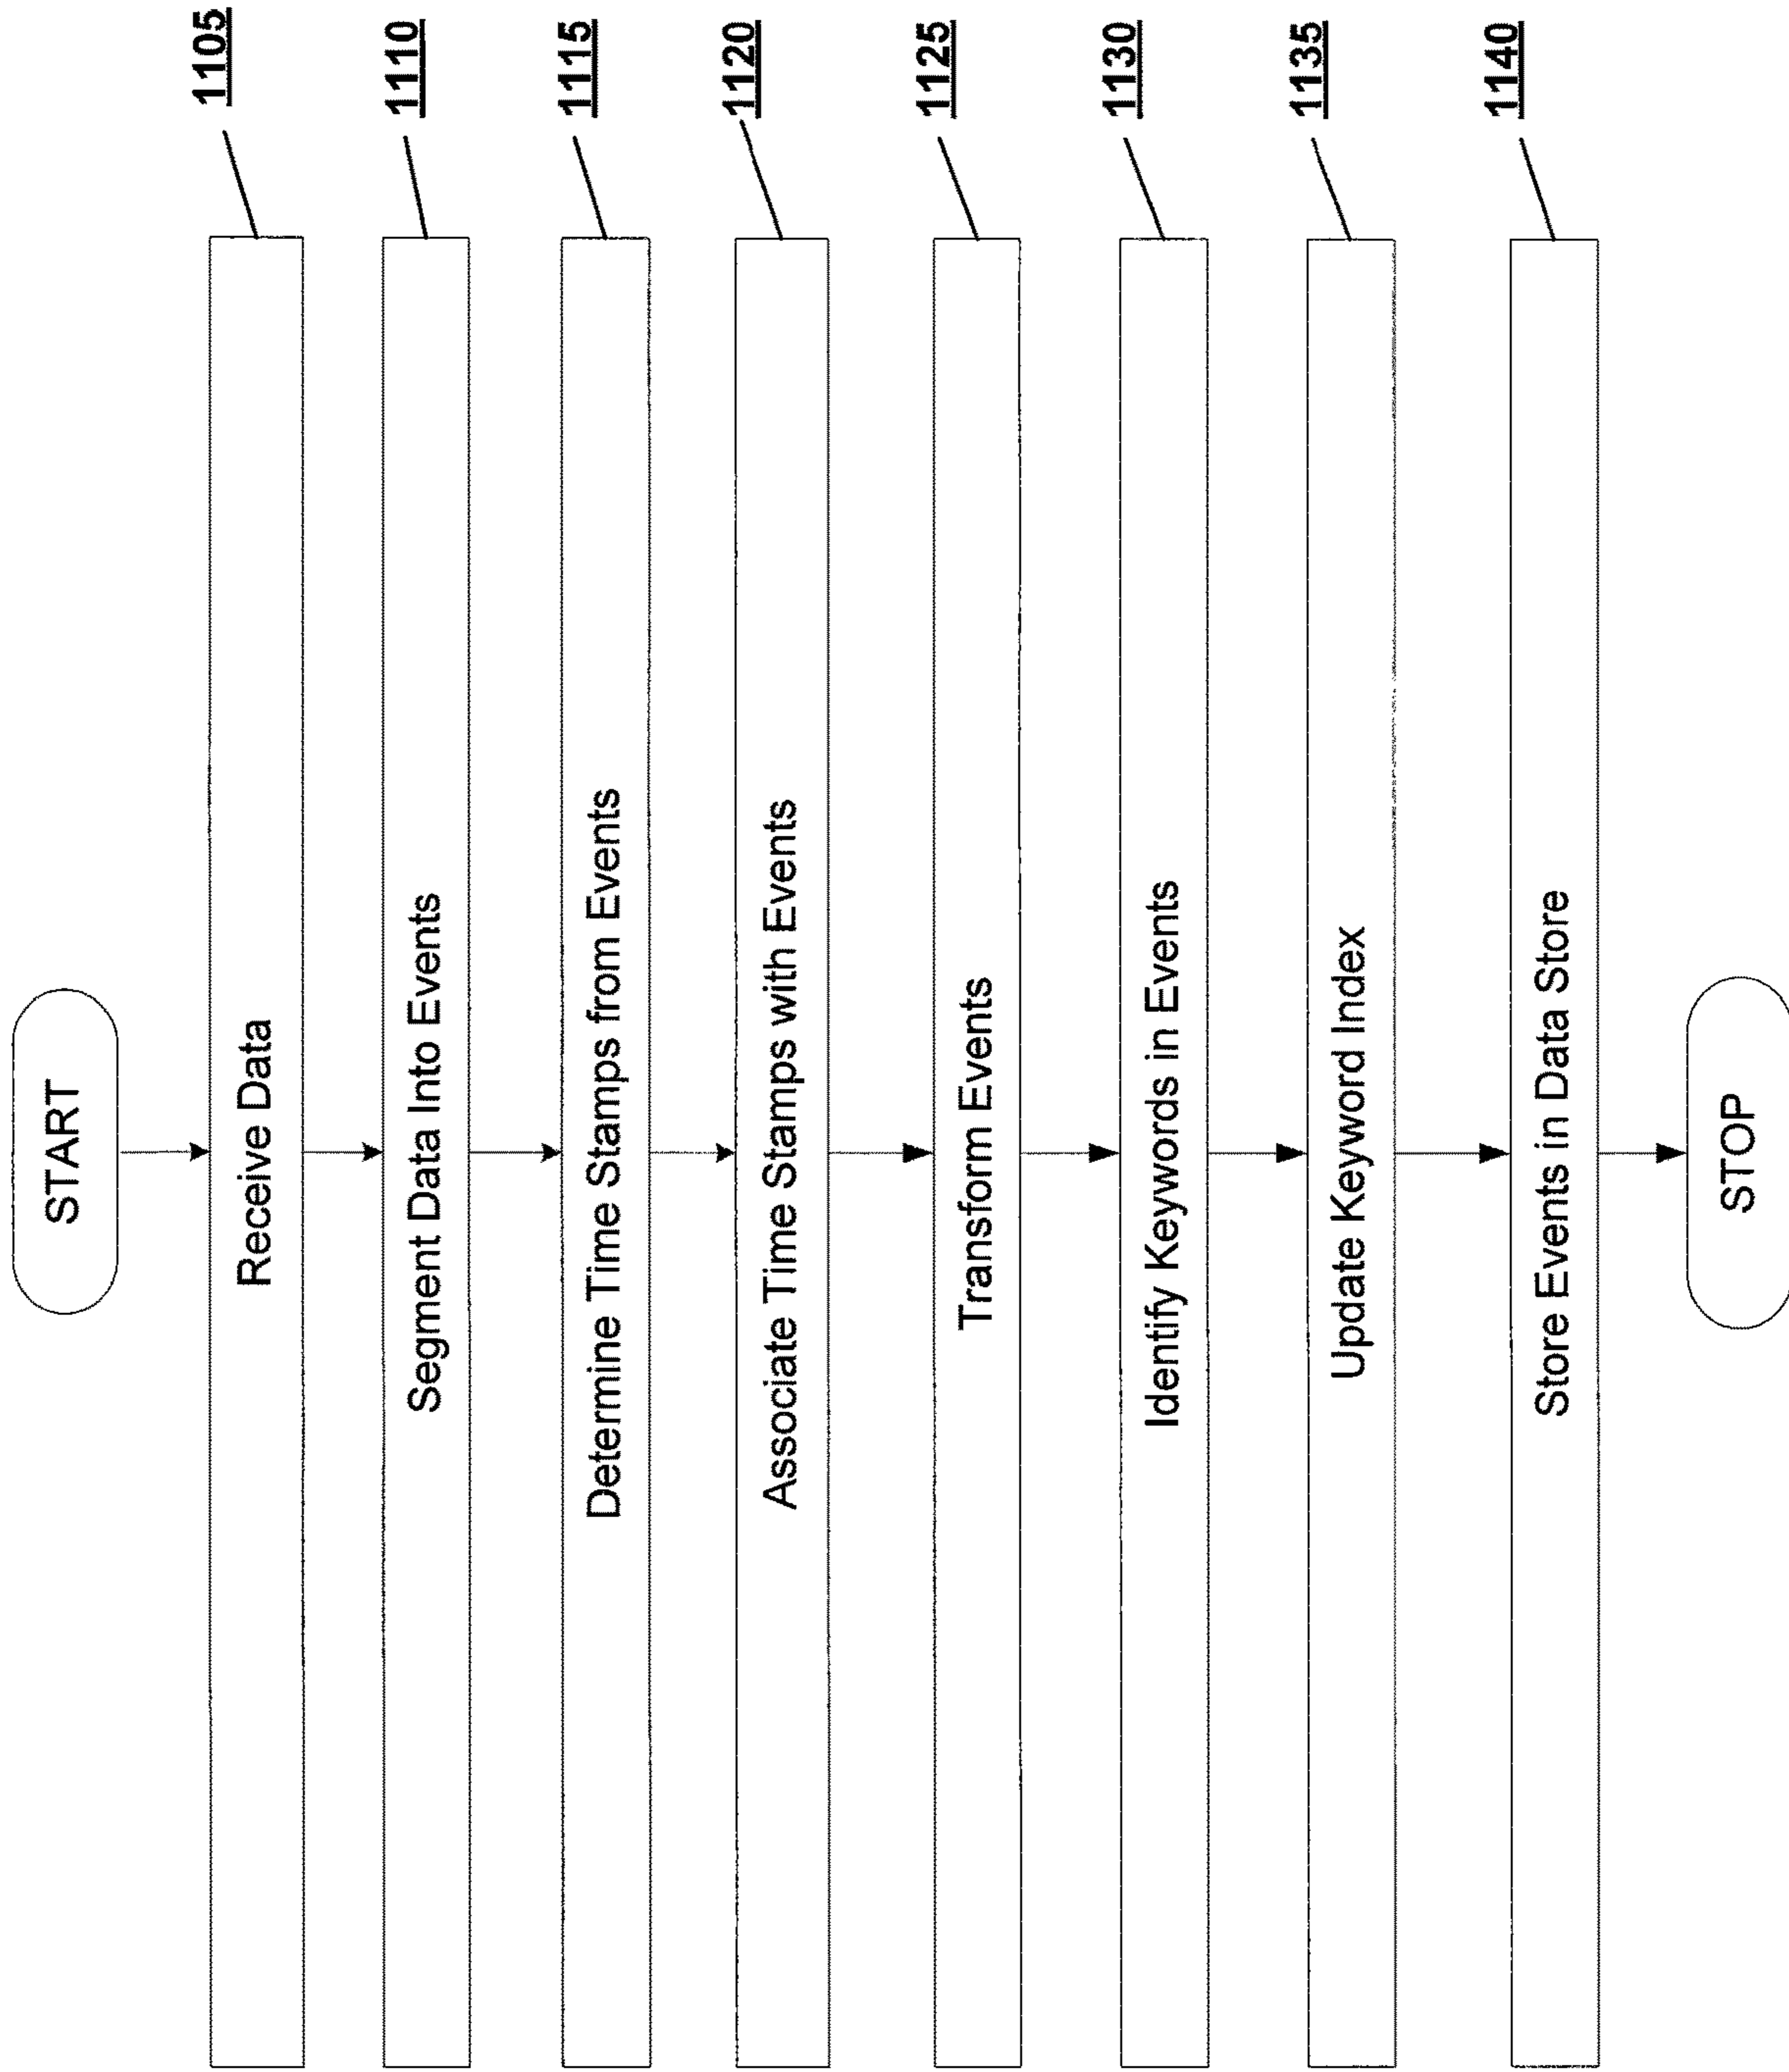 START
Receive Data
1105
Segment Data Into Events
1110
Determine Time Stamps from Events
1115
Associate Time Stamps with Events
1120
Transform Events
1125
Identify Keywords in Events
1130
Update Keyword Index
1135
Store Events in Data Store
1140
STOP